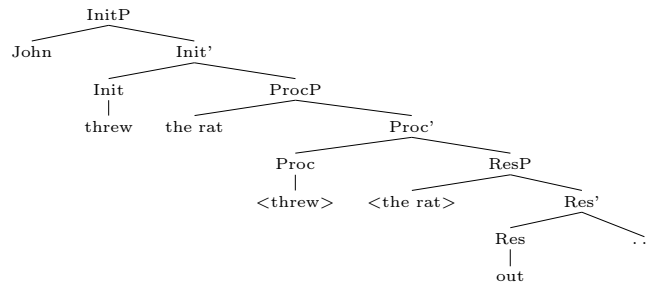 InitP
John Init’
Init ProcP
threw the rat Proc’
Proc ResP
<threw> <the rat> Res’
Res ..
out